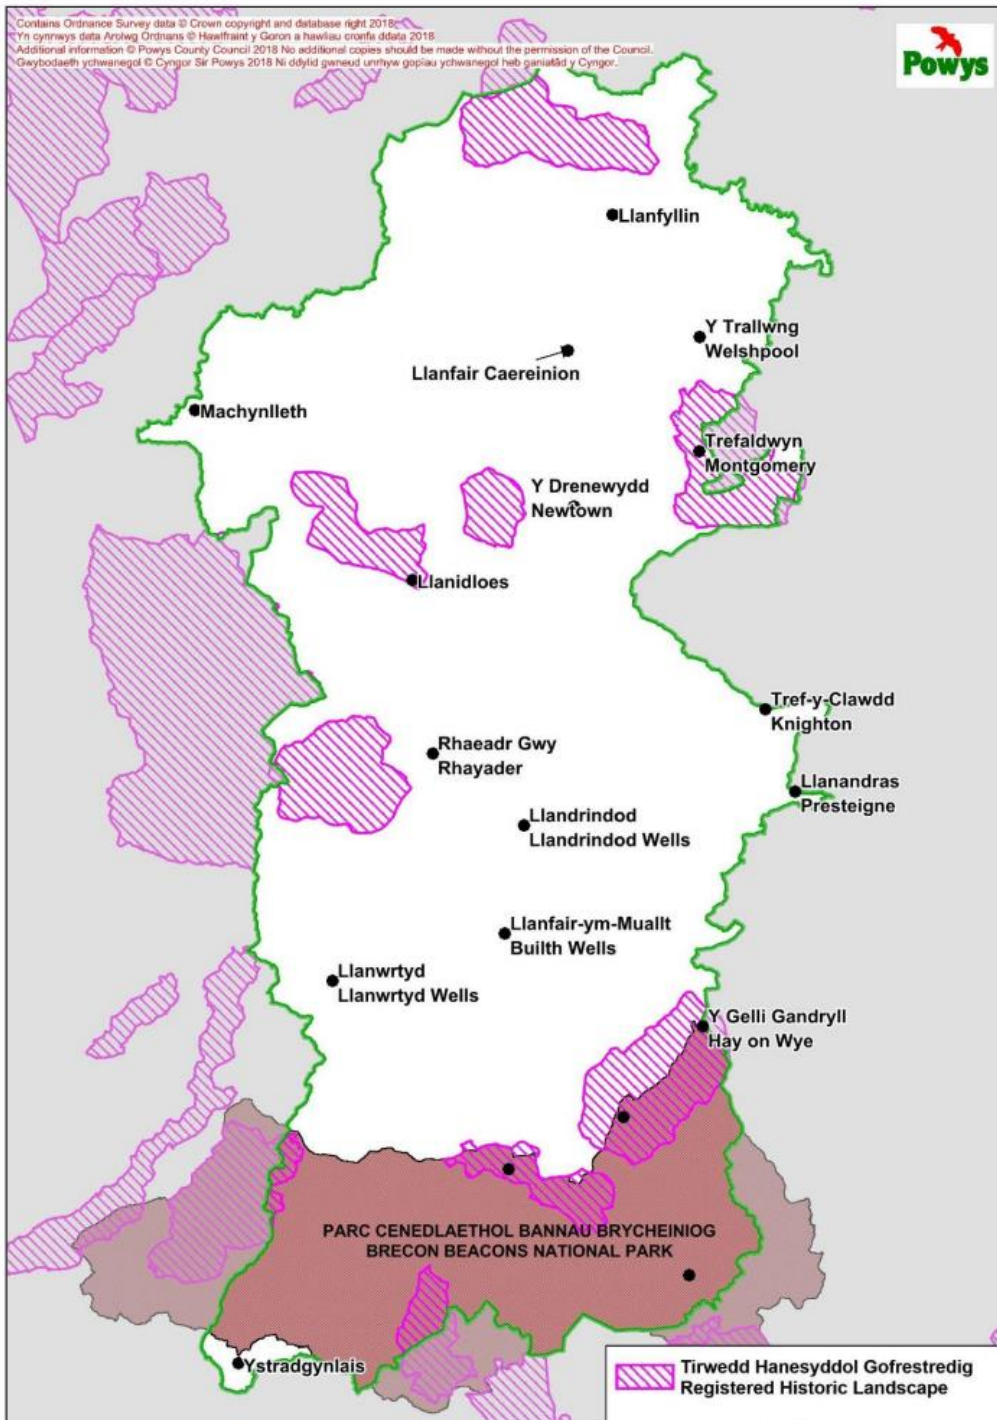 Contains Ordnance Survey data © Crown copyright and database right 2018
Yn cynnwys data Arolwg Ordnans © Hawlfraint y Goron a hawliau cronfa ddata 2018
Additional information © Powys County Council 2018 No additional copies should be made without the permission of the Council.
Gwybodaeth ychwanegol © Cyngor Sir Powys 2018 Ni ddylid gwneud unrhyw gopïau ychwanegol heb ganiatâd y Cyngor.
Powys
Llanfyllin
Y Trallwng
Welshpool
Llanfair Caereinion
Machynlleth
Trefaldwyn
Montgomery
Y Drenewydd
Newtown
Llanidloes
Tref-y-Clawdd
Knighton
Rhaeadr Gwy
Rhayader
Llanandras
Presteigne
Llandrindod
Llandrindod Wells
Llanfair-ym-Muallt
Builth Wells
Llanwrtyd
Llanwrtyd Wells
Y Gelli Gandryll
Hay on Wye
PARC CENEDLAETHOL BANNAU BRYCHEINIOG
BRECON BEACONS NATIONAL PARK
Ystradgynlais
Tirwedd Hanesyddol Gofrestredig
Registered Historic Landscape